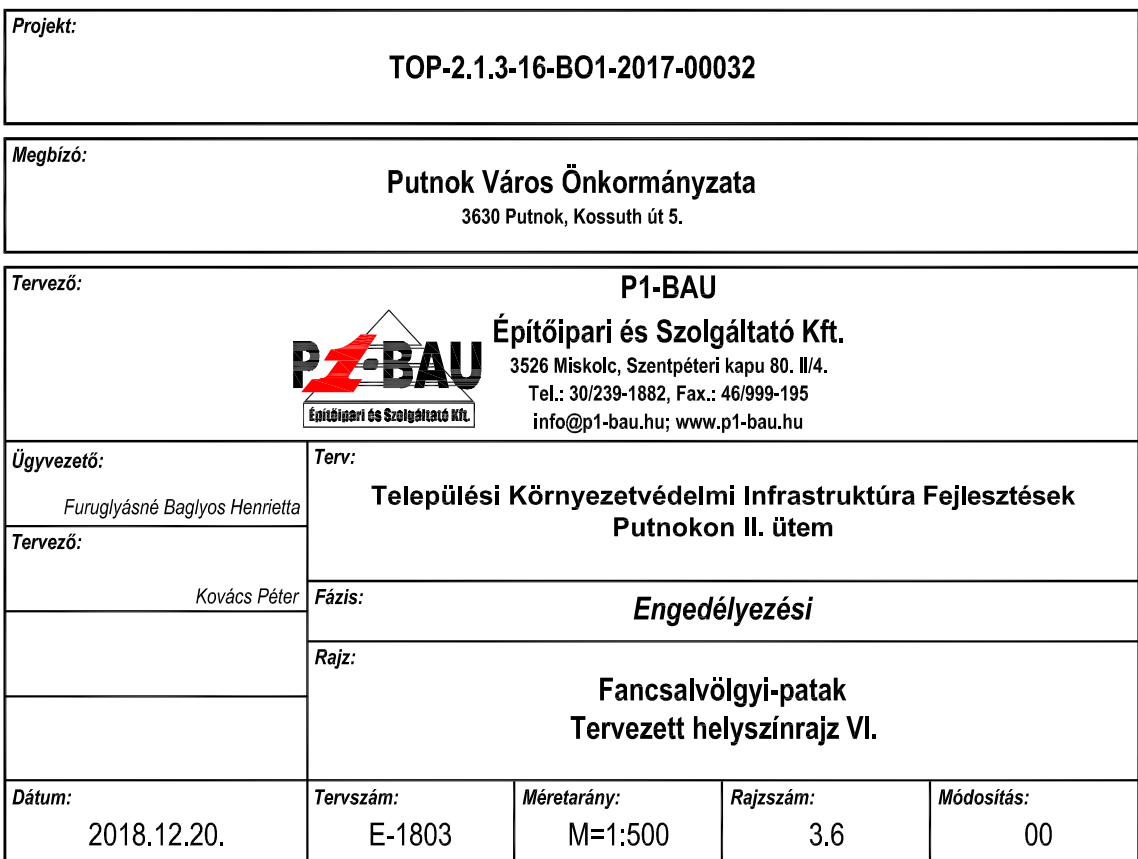 Projekt:
TOP-2.1.3-16-BO1-2017-00032
Megbízó:
Putnok Város Önkormányzata
3630 Putnok, Kossuth út 5.
Tervező:
P1-BAU
Építőipari és Szolgáltató Kft.
P1-BAU
Építőipari és Szolgáltató Kft.
3526 Miskolc, Szentpéteri kapu 80. II/4.
Tel.: 30/239-1882, Fax.: 46/999-195
info@p1-bau.hu; www.p1-bau.hu
Ügyvezető:
Furuglyásné Baglyos Henrietta
Tervező:
Kovács Péter
Terv:
Települési Környezetvédelmi Infrastruktúra Fejlesztések
Putnokon II. ütem
Fázis:
Engedélyezési
Rajz:
Fancsalvölgyi-patak
Tervezett helyszínrajz VI.
Dátum:
2018.12.20.
Tervszám:
E-1803
Méretarány:
M=1:500
Rajzszám:
3.6
Módosítás:
00